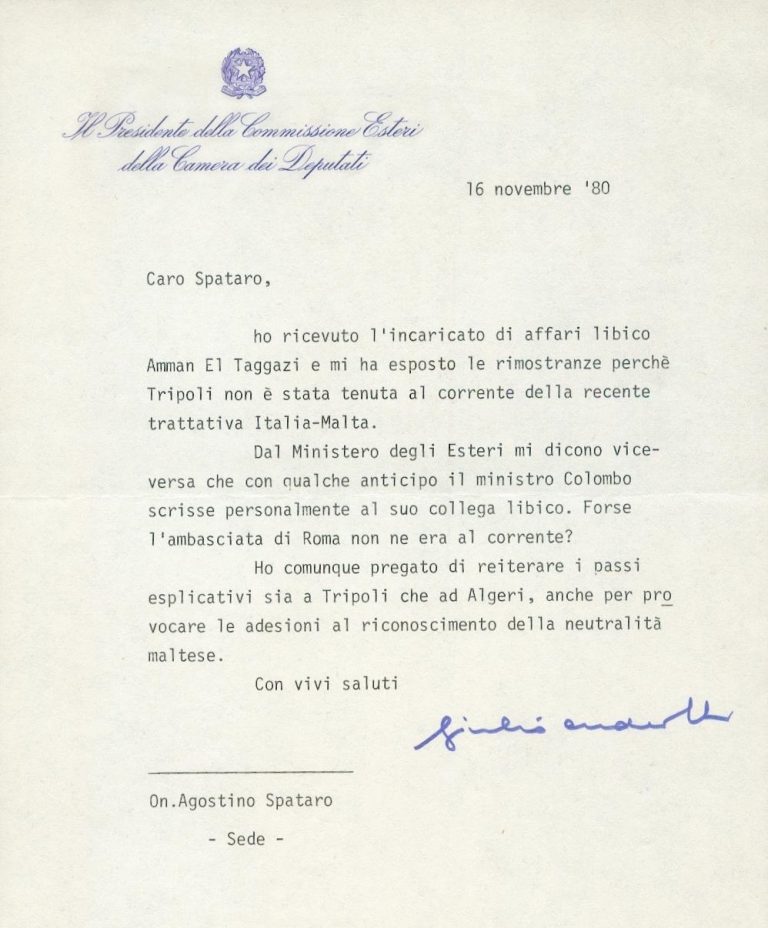 Il Presidente della Commissione Esteri
della Camera dei Deputati
16 novembre '80
Caro Spataro,
ho ricevuto l'incaricato di affari libico
Amman El Taggazi e mi ha esposto le rimostranze perchè
Tripoli non è stata tenuta al corrente della recente
trattativa Italia-Malta.
Dal Ministero degli Esteri mi dicono vice-
versa che con qualche anticipo il ministro Colombo
scrisse personalmente al suo collega libico. Forse
l'ambasciata di Roma non ne era al corrente?
Ho comunque pregato di reiterare i passi
esplicativi sia a Tripoli che ad Algeri, anche per pro
vocare le adesioni al riconoscimento della neutralità
maltese.
Con vivi saluti
Giulio Andreotti
On.Agostino Spataro
- Sede -